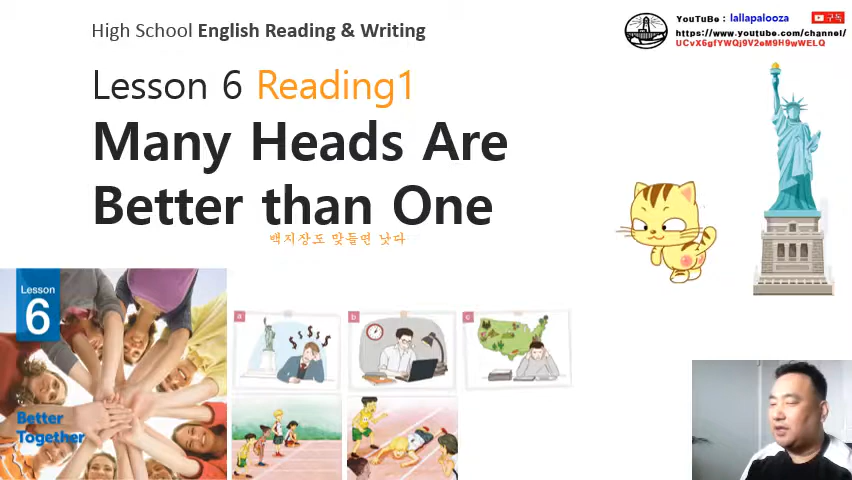 High School English Reading & Writing
YouTuBe : lallapalooza
구독
https://www.youtube.com/channel/
UCvX6gfYWQj9V2eM9H9wWELQ
Lesson 6 Reading1
Many Heads Are
Better than One
백지장도 맞들면 낫다
Lesson
6
Better
Together
a
b
c
$ $ $ $ $